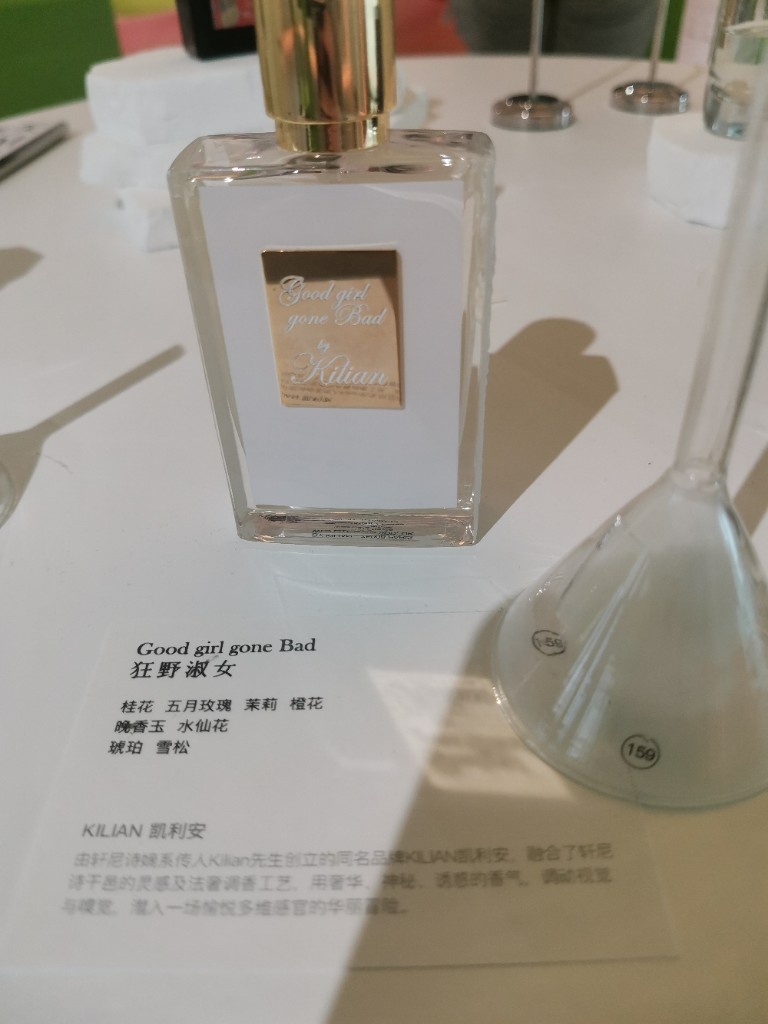 Good girl
gone Bad
by
Kilian
Good girl gone Bad
狂野淑女
桂花 五月玫瑰 茉莉 橙花
晚香玉 水仙花
琥珀 雪松
159
159
KILIAN 凯利安
由轩尼诗嫡系传人Kilian先生创立的同名品牌KILIAN凯利安，融合了轩尼
诗干邑的灵感及法奢调香工艺，用奢华、神秘、诱惑的香气，调动视觉
与嗅觉，潜入一场愉悦多维感官的华丽冒险。